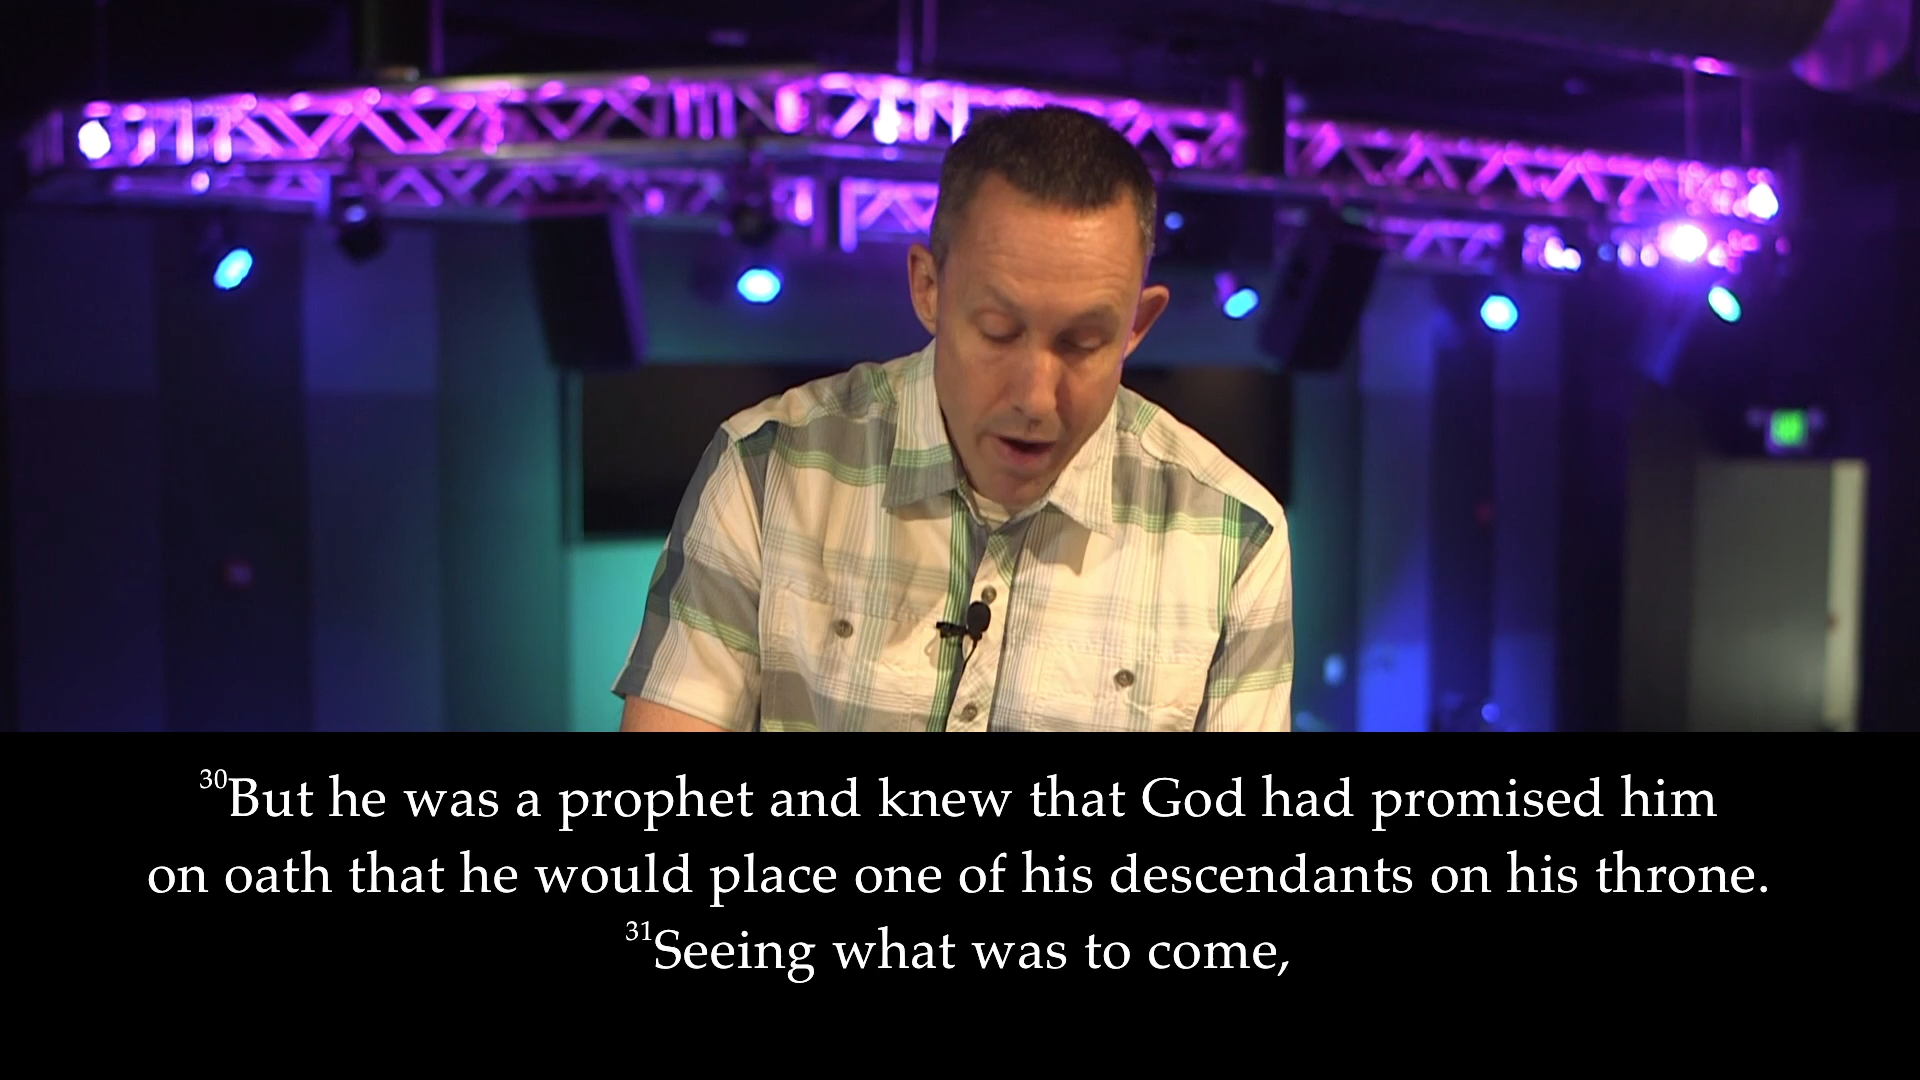 30But he was a prophet and knew that God had promised him
on oath that he would place one of his descendants on his throne.
31Seeing what was to come,